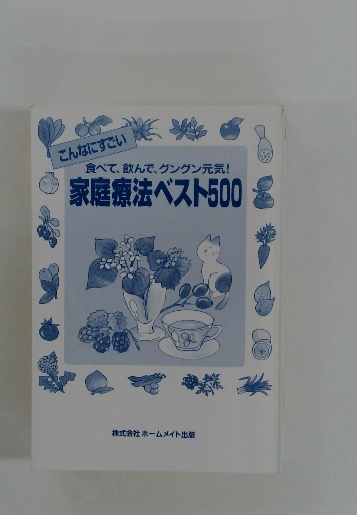 こんなにすごい
食べて、飲んで、グングン元気!
家庭療法ベスト500
株式会社 ホームメイト出版